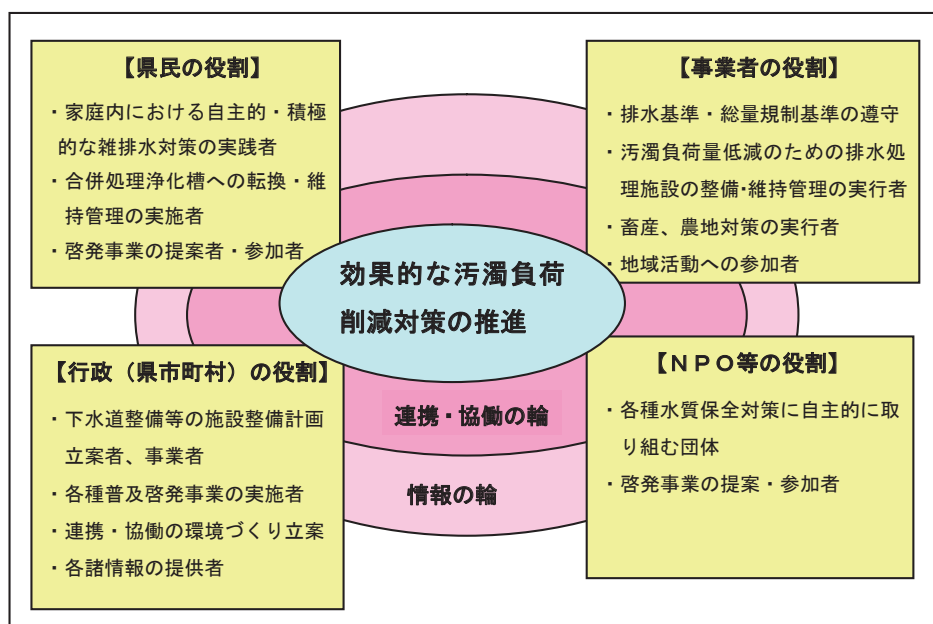 【県民の役割】
・家庭内における自主的・積極
的な雑排水対策の実践者
・合併処理浄化槽への転換・維
持管理の実施者
・啓発事業の提案者・参加者
【事業者の役割】
・排水基準・総量規制基準の遵守
・汚濁負荷量低減のための排水処
理施設の整備・維持管理の実行者
・畜産、農地対策の実行者
・地域活動への参加者
効果的な汚濁負荷
削減対策の推進
連携・協働の輪
情報の輪
【行政（県市町村）の役割】
・下水道整備等の施設整備計画
立案者、事業者
・各種普及啓発事業の実施者
・連携・協働の環境づくり立案
・各諸情報の提供者
【ＮＰＯ等の役割】
・各種水質保全対策に自主的に取
り組む団体
・啓発事業の提案・参加者